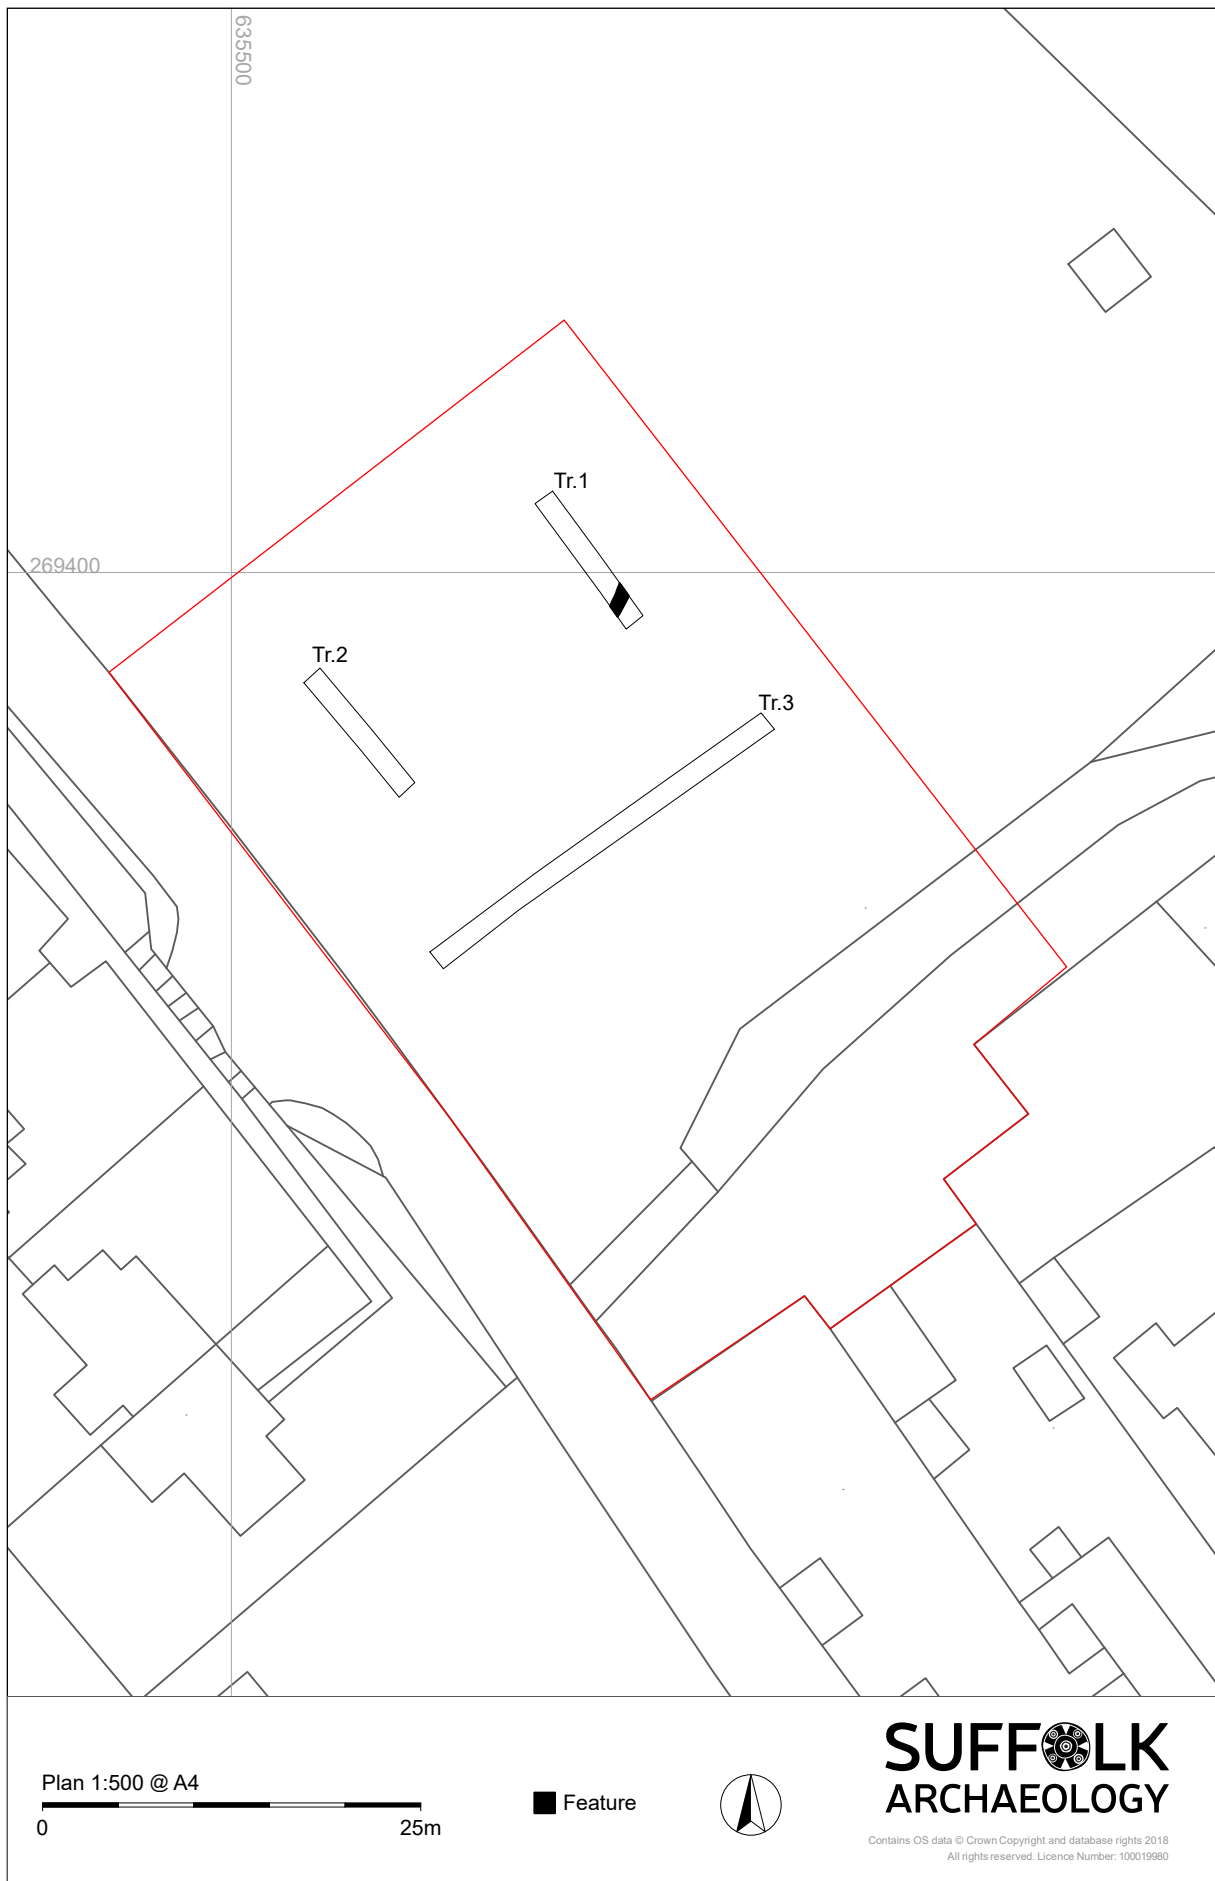 635500
Tr.1
269400
Tr.2
Tr.3
Plan 1:500 @ A4
0 25m
Feature
SUFFOLK
ARCHAEOLOGY
Contains OS data © Crown Copyright and database rights 2018
All rights reserved. Licence Number: 100019980